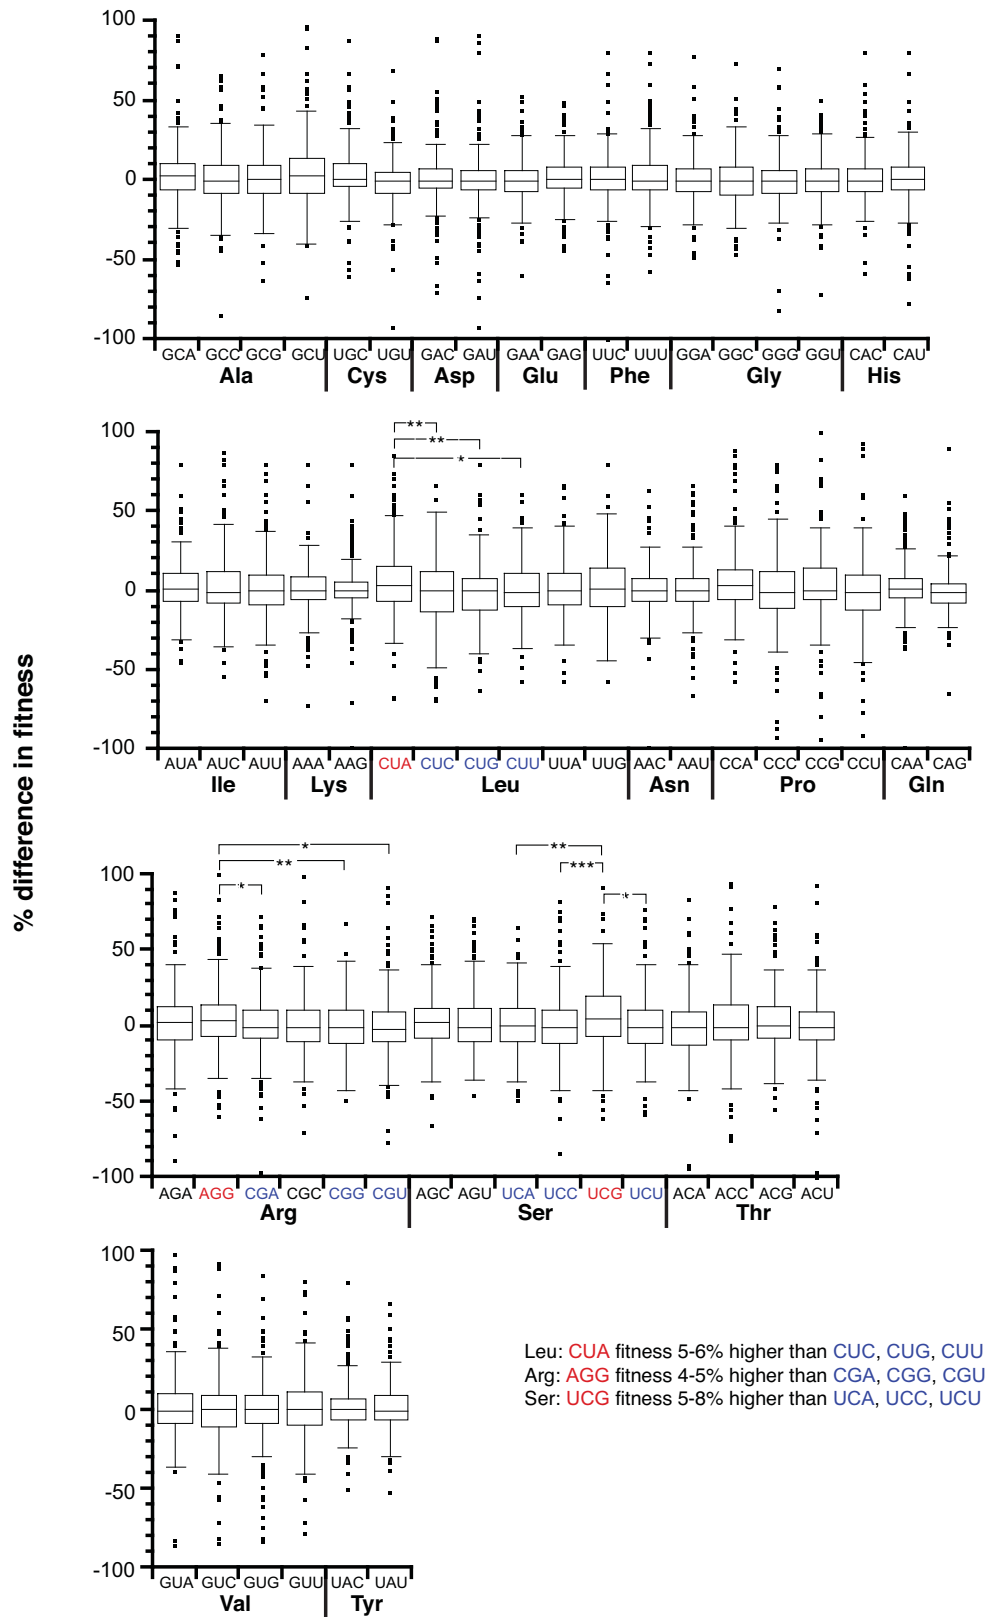 % difference in fitness
100
50
0
-50
-100
GCA GCC GCG GCU UGC UGU GAC GAU GAA GAG UUC UUU GGA GGC GGG GGU CAC CAU
Ala Cys Asp Glu Phe Gly His
** 
**
*
100
50
0
-50
-100
AUA AUC AUU AAA AAG CUA CUC CUG CUU UUA UUG AAC AAU CCA CCC CCG CCU CAA CAG
Ile Lys Leu Asn Pro Gln
* **
** ***
* *
100
50
0
-50
-100
AGA AGG CGA CGC CGG CGU AGC AGU UCA UCC UCG UCU ACA ACC ACG ACU
Arg Ser Thr
100
50
0
-50
-100
GUA GUC GUG GUU UAC UAU
Val Tyr
Leu: CUA fitness 5-6% higher than CUC, CUG, CUU
Arg: AGG fitness 4-5% higher than CGA, CGG, CGU
Ser: UCG fitness 5-8% higher than UCA, UCC, UCU